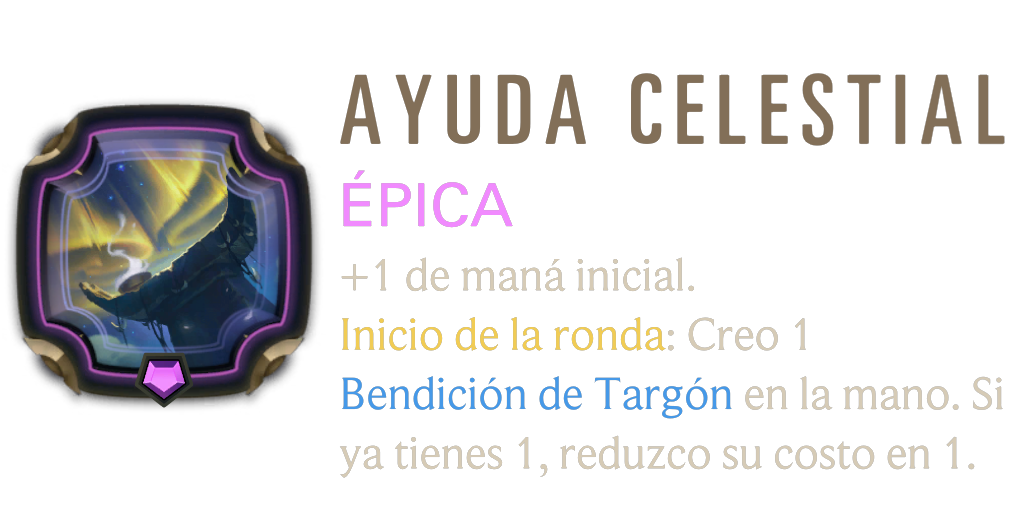 AYUDA CELESTIAL
ÉPICA
+1 de maná inicial.
Inicio de la ronda: Creo 1
Bendición de Targón en la mano. Si
ya tienes 1, reduzco su costo en 1.